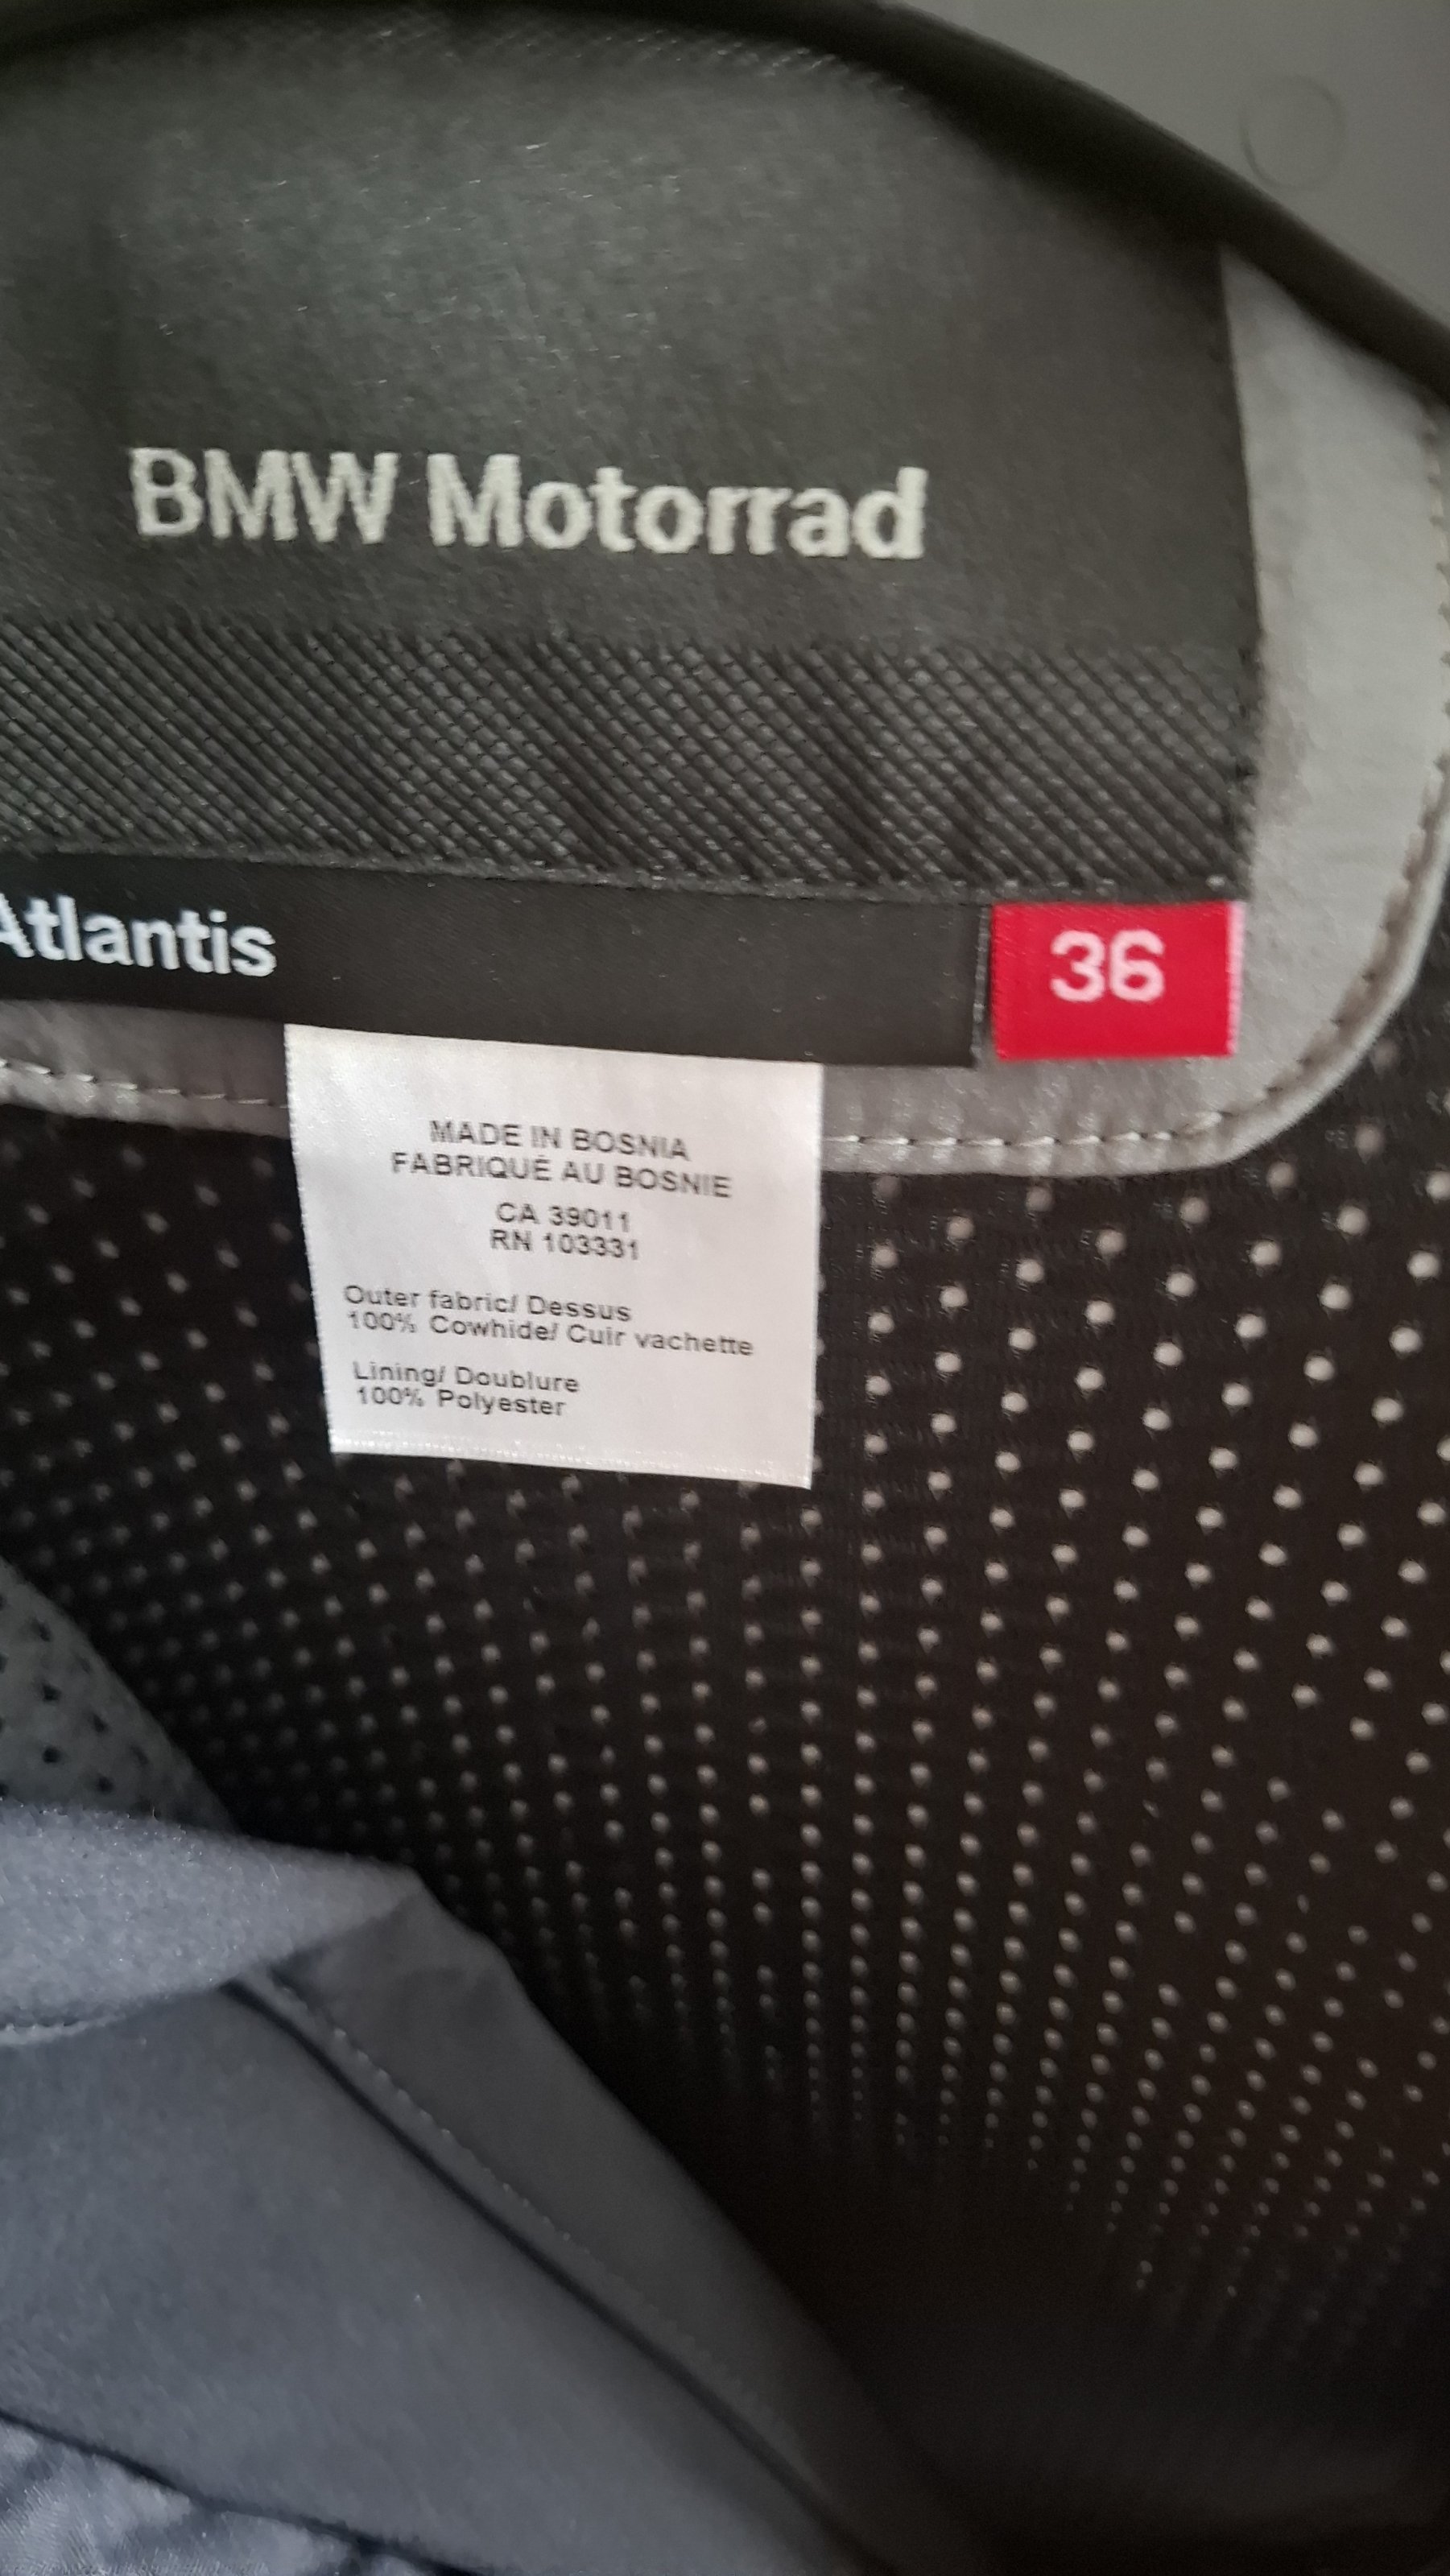 BMW Motorrad
Atlantis
36
MADE IN BOSNIA
FABRIQUÉ AU BOSNIE
CA 39011
RN 103331
Outer fabric/ Dessus
100% Cowhide/ Cuir vachette
Lining/ Doublure
100% Polyester